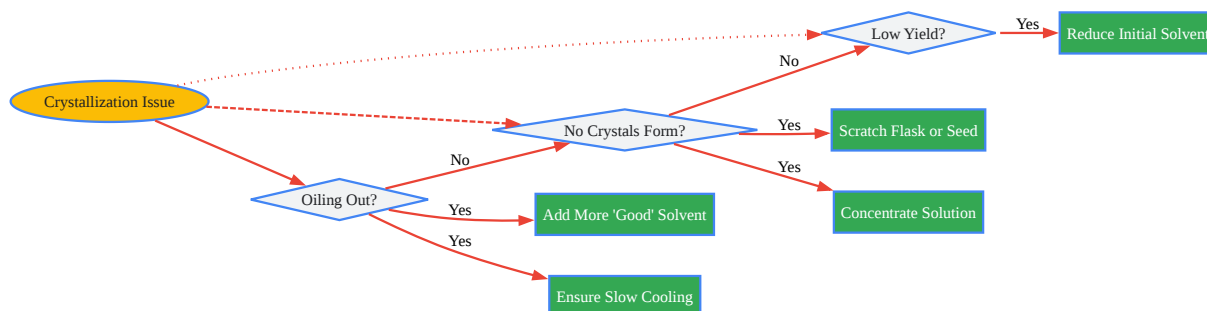 Crystallization Issue
Oiling Out?
No
Yes
Yes
Add More 'Good' Solvent
Ensure Slow Cooling
No Crystals Form?
No
Yes
Yes
Scratch Flask or Seed
Concentrate Solution
Low Yield?
Yes
Reduce Initial Solvent